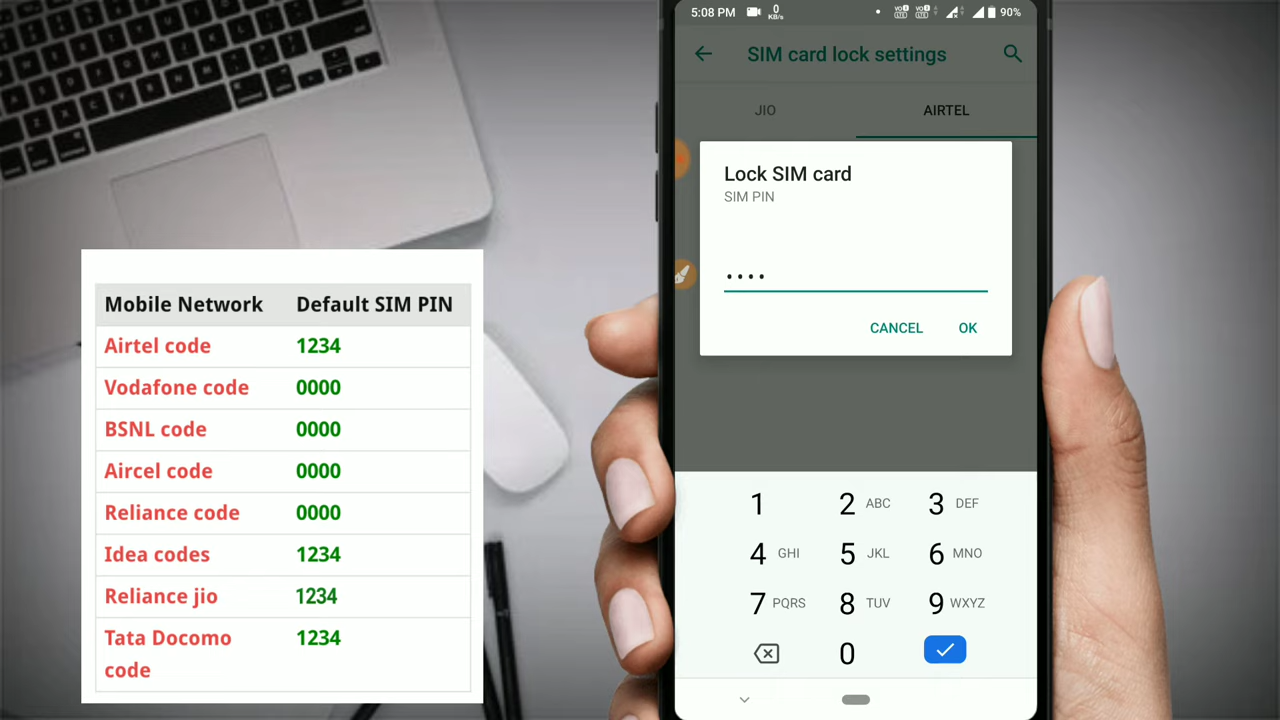 Mobile Network Default SIM PIN
Airtel code 1234
Vodafone code 0000
BSNL code 0000
Aircel code 0000
Reliance code 0000
Idea codes 1234
Reliance jio 1234
Tata Docomo 1234
code
5:08 PM 0 KB/s 90%
SIM card lock settings
JIO AIRTEL
Lock SIM card
SIM PIN
••••
CANCEL OK
1 2 ABC 3 DEF
4 GHI 5 JKL 6 MNO
7 PQRS 8 TUV 9 WXYZ
0